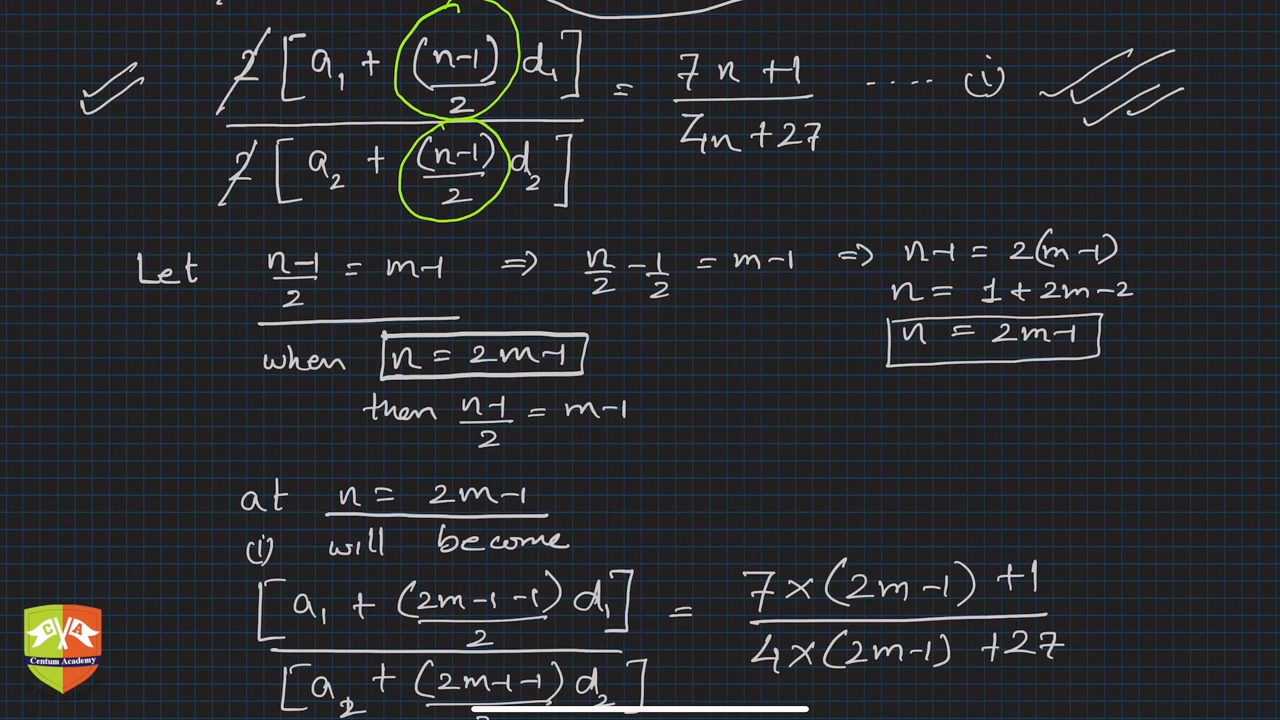 2̸ [a₁ + (n-1)/2 d₁] / 2̸ [a₂ + (n-1)/2 d₂] = 7n+1 / 4n+27 ..... (i)
Let n-1/2 = m-1 ⇒ n/2 - 1/2 = m-1 ⇒ n-1 = 2(m-1)
n = 1+2m-2
n = 2m-1
when n = 2m-1
then n-1/2 = m-1
at n = 2m-1
(i) will become
[a₁ + (2m-1-1)/2 d₁] / [a₂ + (2m-1-1) d₂] = 7×(2m-1)+1 / 4×(2m-1)+27
CA
Centum Academy